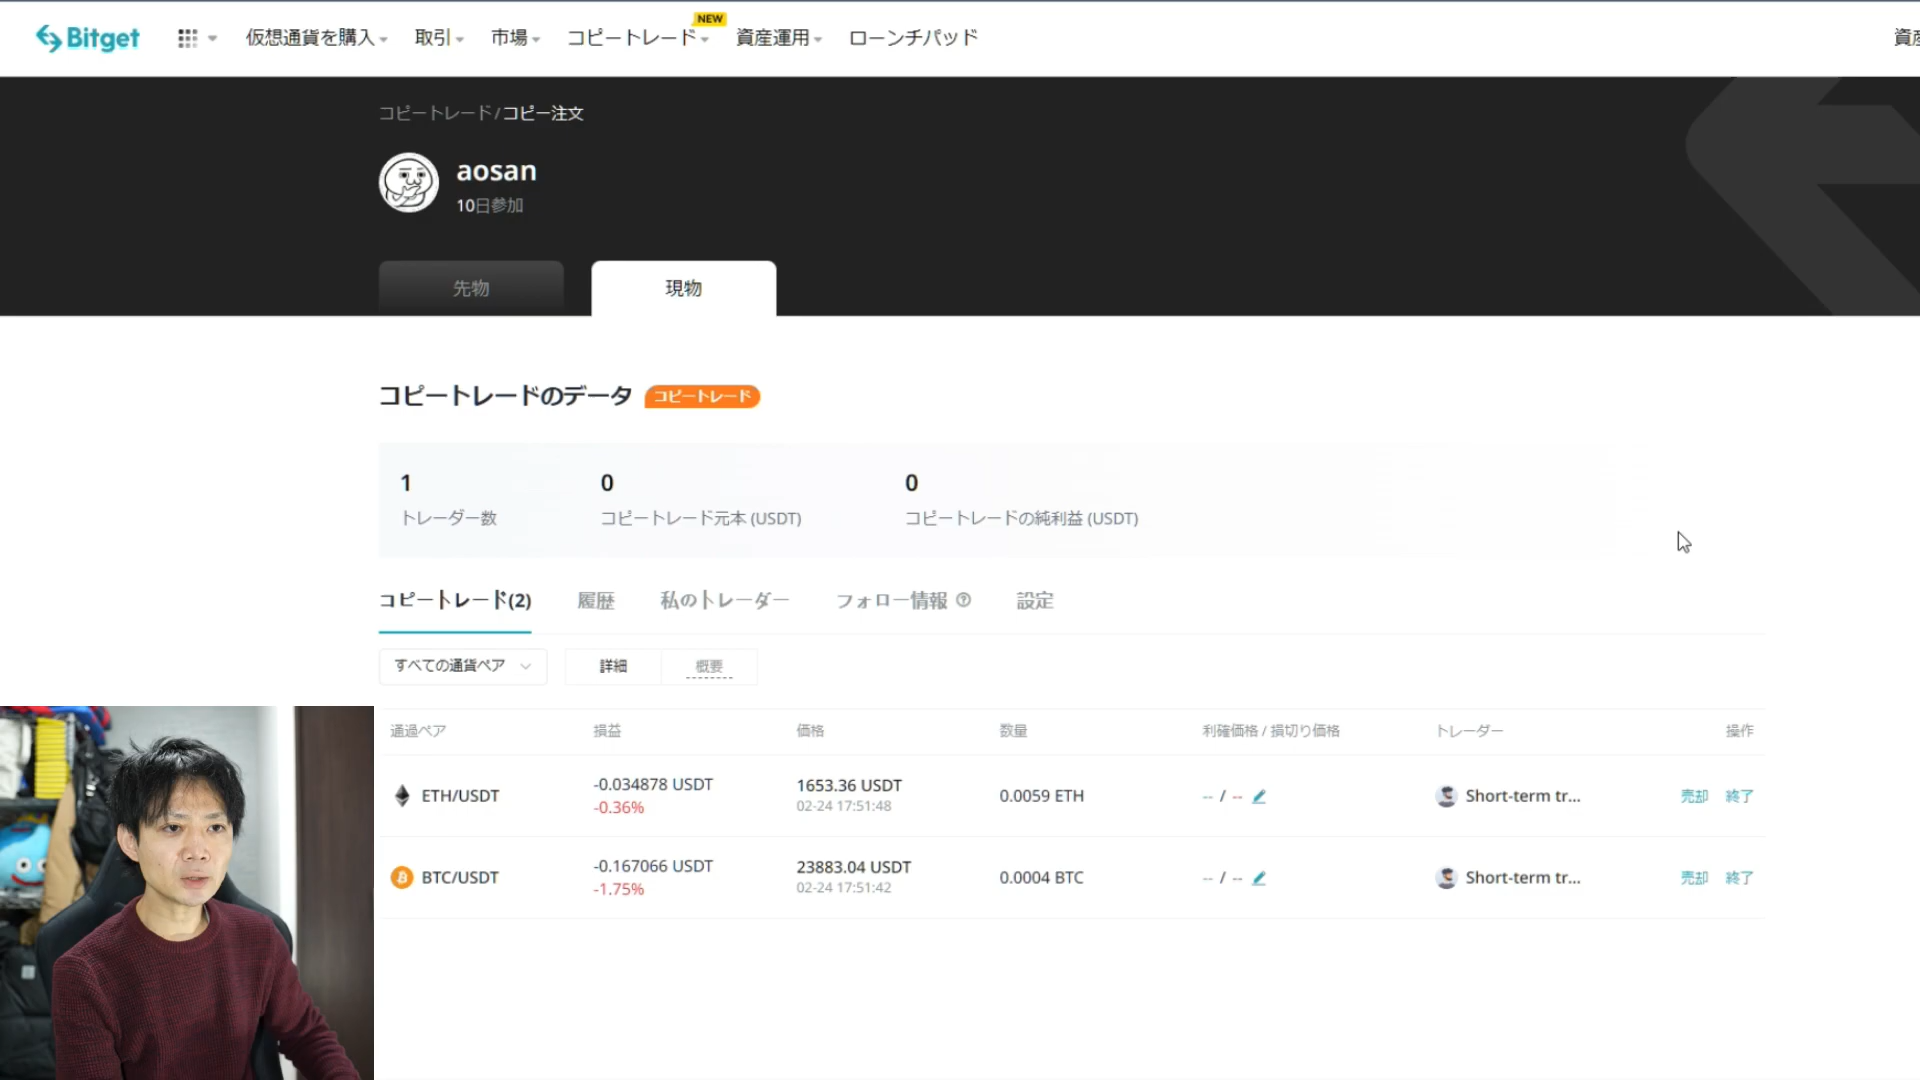 Bitget 仮想通貨を購入 取引 市場 コピートレード NEW 資産運用 ローンチパッド 資産
コピートレード/コピー注文
aosan
10日参加
先物 現物
コピートレードのデータ コピートレード
1 0 0
トレーダー数 コピートレード元本 (USDT) コピートレードの純利益 (USDT)
コピートレード(2) 履歴 私のトレーダー フォロー情報 設定
すべての通貨ペア 詳細 概要
通過ペア 損益 価格 数量 利確価格 / 損切り価格 トレーダー 操作
ETH/USDT -0.034878 USDT 1653.36 USDT 0.0059 ETH -- / -- Short-term tr... 売却 終了
-0.36% 02-24 17:51:48
BTC/USDT -0.167066 USDT 23883.04 USDT 0.0004 BTC -- / -- Short-term tr... 売却 終了
-1.75% 02-24 17:51:42